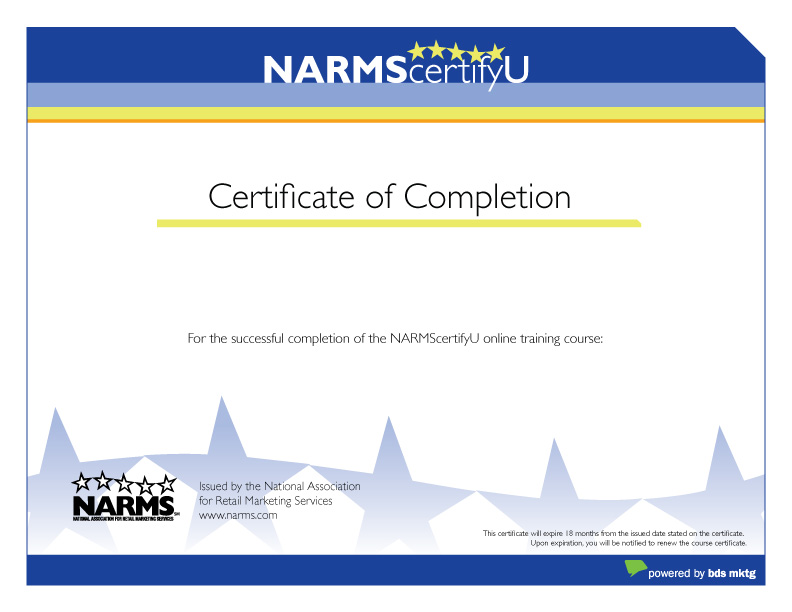 NARMScertifyU
Certificate of Completion
For the successful completion of the NARMScertifyU online training course:
NARMS SM
NATIONAL ASSOCIATION FOR RETAIL MARKETING SERVICES
Issued by the National Association
for Retail Marketing Services
www.narms.com
This certificate will expire 18 months from the issued date stated on the certificate.
Upon expiration, you will be notified to renew the course certificate.
powered by bds mktg